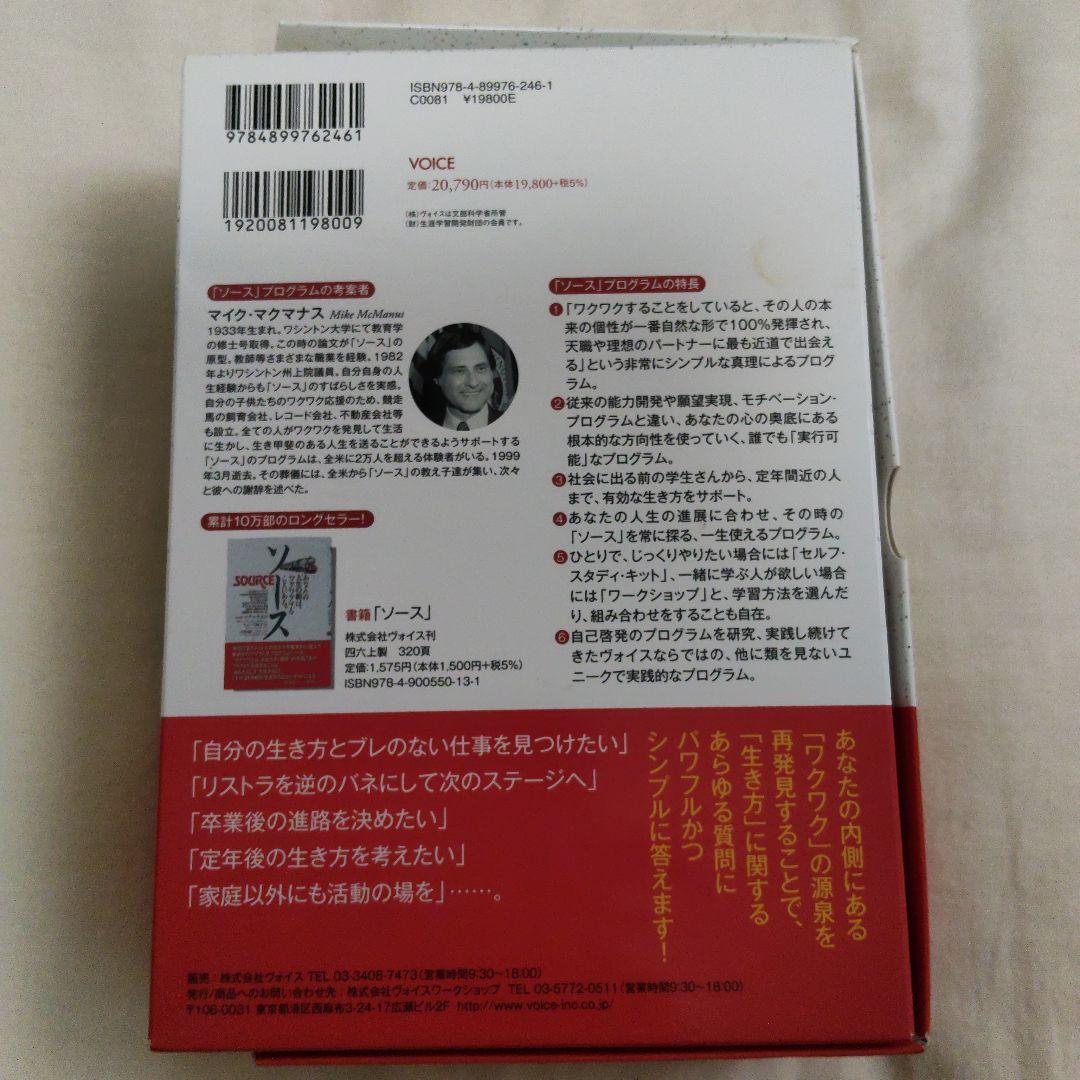 ISBN978-4-89976-246-1
C0081 ¥19800E
9784899762461
VOICE
定価:20,790円(本体19,800+税5%)
1920081198009
(株)ヴォイスは文部科学省所管
(財)生涯学習開発財団の会員です。
「ソース」プログラムの考案者
マイク・マクマナス Mike McManus
1933年生まれ。ワシントン大学にて教育学
の修士号取得。この時の論文が「ソース」の
原型。教師等さまざまな職業を経験。1982
年よりワシントン州上院議員。自分自身の人
生経験からも「ソース」のすばらしさを実感。
自分の子供たちのワクワク応援のため、競走
馬の飼育会社、レコード会社、不動産会社等
も設立。全ての人がワクワクを発見して生活
に生かし、生き甲斐のある人生を送ることができるようサポートする
「ソース」のプログラムは、全米に2万人を超える体験者がいる。1999
年3月逝去。その葬儀には、全米から「ソース」の教え子達が集い、次々
と彼への謝辞を述べた。
累計10万部のロングセラー!
ソース
SOURCE
あなたの
人生の源は、
ワクワクする
ことにある。
書籍「ソース」
株式会社ヴォイス刊
四六上製 320頁
定価:1,575円(本体1,500円+税5%)
ISBN978-4-900550-13-1
「ソース」プログラムの特長
❶「ワクワクすることをしていると、その人の本
来の個性が一番自然な形で100%発揮され、
天職や理想のパートナーに最も近道で出会え
る」という非常にシンプルな真理によるプログ
ラム。
❷従来の能力開発や願望実現、モチベーション・
プログラムと違い、あなたの心の奥底にある
根本的な方向性を使っていく、誰でも「実行可
能」なプログラム。
❸社会に出る前の学生さんから、定年間近の人
まで、有効な生き方をサポート。
❹あなたの人生の進展に合わせ、その時の
「ソース」を常に探る、一生使えるプログラム。
❺ひとりで、じっくりやりたい場合には「セルフ・
スタディ・キット」、一緒に学ぶ人が欲しい場合
には「ワークショップ」と、学習方法を選んだ
り、組み合わせをすることも自在。
❻自己啓発のプログラムを研究、実践し続けて
きたヴォイスならではの、他に類を見ないユ
ニークで実践的なプログラム。
「自分の生き方とブレのない仕事を見つけたい」
「リストラを逆のバネにして次のステージへ」
「卒業後の進路を決めたい」
「定年後の生き方を考えたい」
「家庭以外にも活動の場を」……。
あなたの内側にある
「ワクワク」の源泉を
再発見することで、
「生き方」に関する
あらゆる質問に
パワフルかつ
シンプルに答えます!
販売:株式会社ヴォイス TEL 03-3408-7473(営業時間9:30〜18:00)
発行/商品へのお問い合わせ先:株式会社ヴォイスワークショップ TEL 03-5772-0511(営業時間9:30〜18:00)
〒106-0031 東京都港区西麻布3-24-17広瀬ビル2F http://www.voice-inc.co.jp/